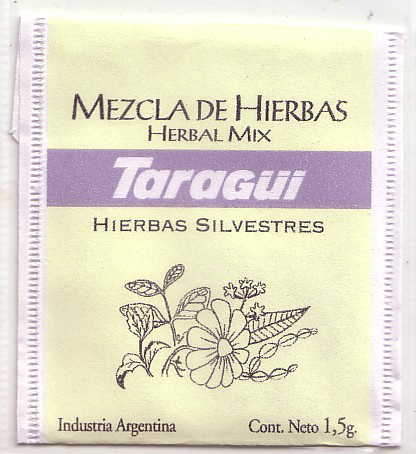 MEZCLA DE HIERBAS
HERBAL MIX
Taragüi
HIERBAS SILVESTRES
Industria Argentina Cont. Neto 1,5g.